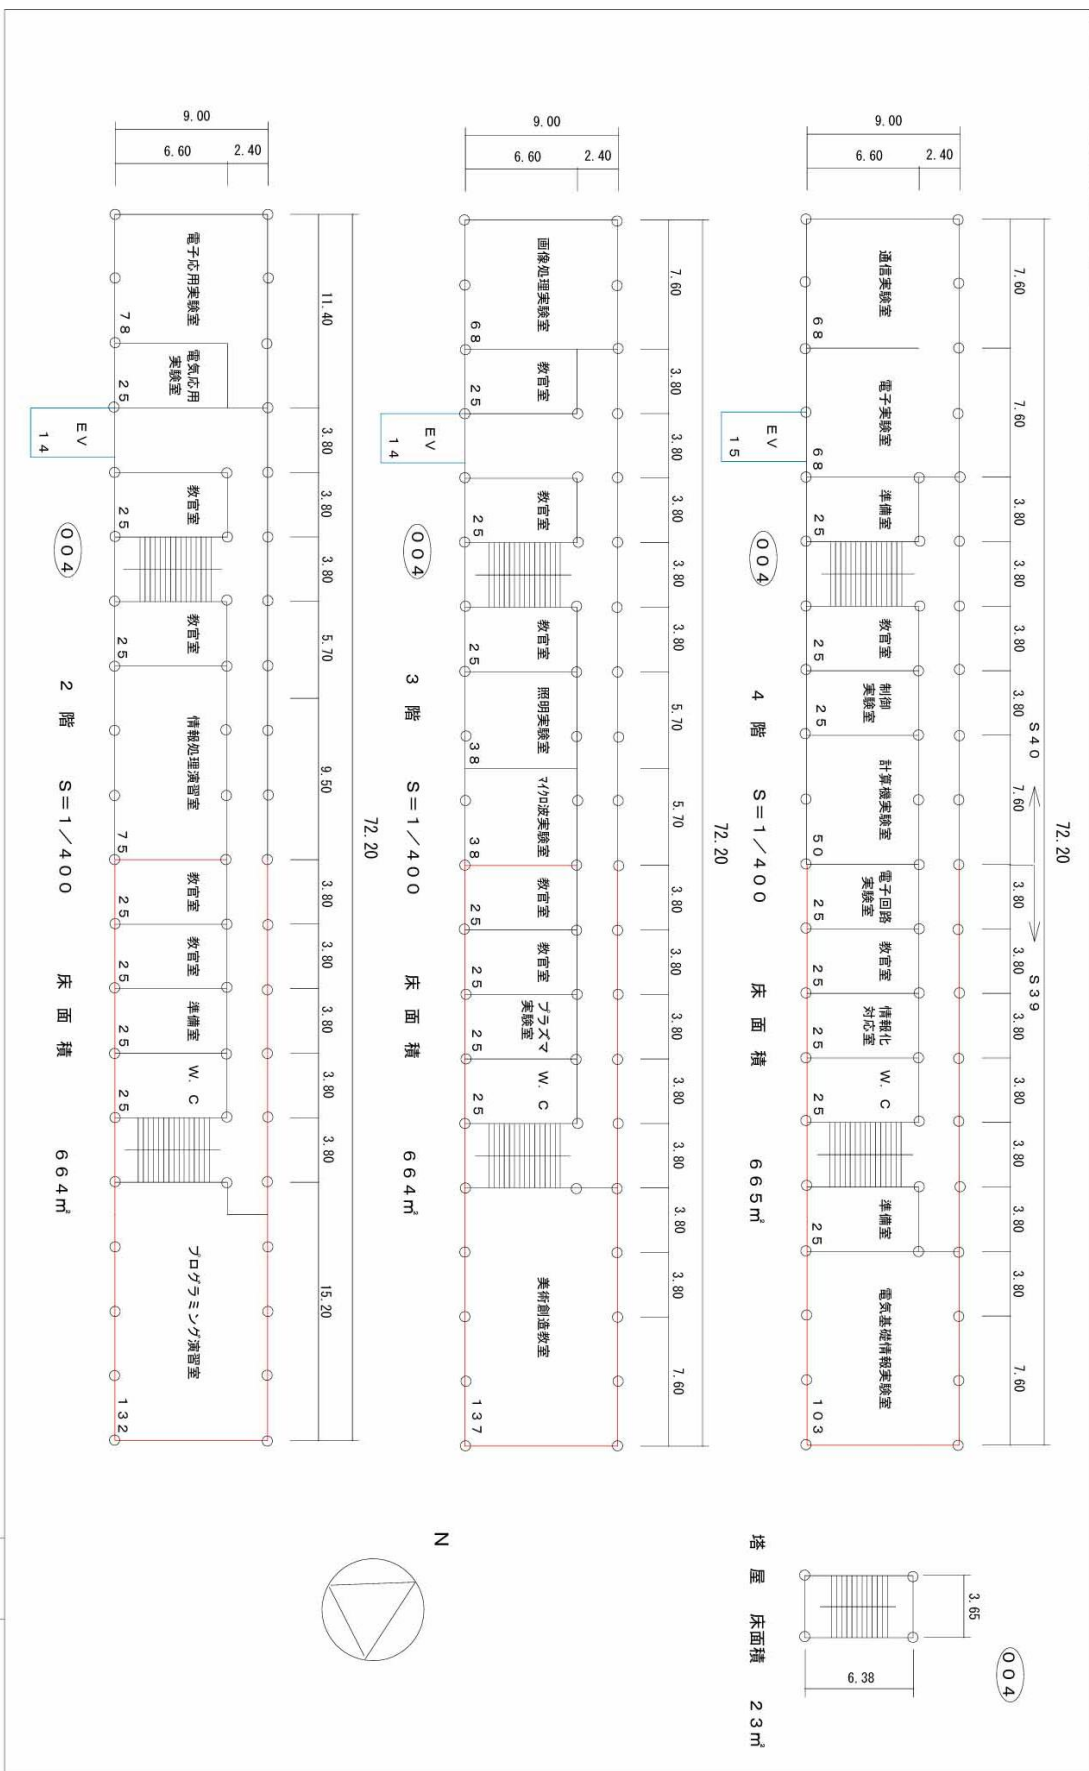 72.20
S40 S39
7.60 7.60 3.80 3.80 3.80 3.80 7.60 3.80 3.80 3.80 3.80 3.80 3.80 3.80 7.60
9.00
2.40
6.60
通信実験室
68
電子実験室
68
準備室
25
教官室
25
制御
実験室
25
計算機実験室
50
電子回路
実験室
25
教官室
25
情報化
対応室
25
W.C
25
準備室
25
電気基礎情報実験室
103
EV
15
004
4階 S=1/400 床面積 665㎡
004
3.65
6.38
塔屋 床面積 23㎡
72.20
7.60 3.80 3.80 3.80 3.80 3.80 5.70 5.70 3.80 3.80 3.80 3.80 3.80 3.80 3.80 7.60
9.00
2.40
6.60
画像処理実験室
68
教官室
25
教官室
25
教官室
25
照明実験室
38
マイクロ波実験室
38
教官室
25
教官室
25
プラズマ
実験室
25
W.C
25
美術創造教室
137
EV
14
004
3階 S=1/400 床面積 664㎡
N
72.20
11.40 3.80 3.80 3.80 5.70 9.50 3.80 3.80 3.80 3.80 3.80 15.20
9.00
2.40
6.60
電子応用実験室
78
電気応用
実験室
25
教官室
25
教官室
25
情報処理演習室
75
教官室
25
教官室
25
準備室
25
W.C
25
プログラミング演習室
132
EV
14
004
2階 S=1/400 床面積 664㎡